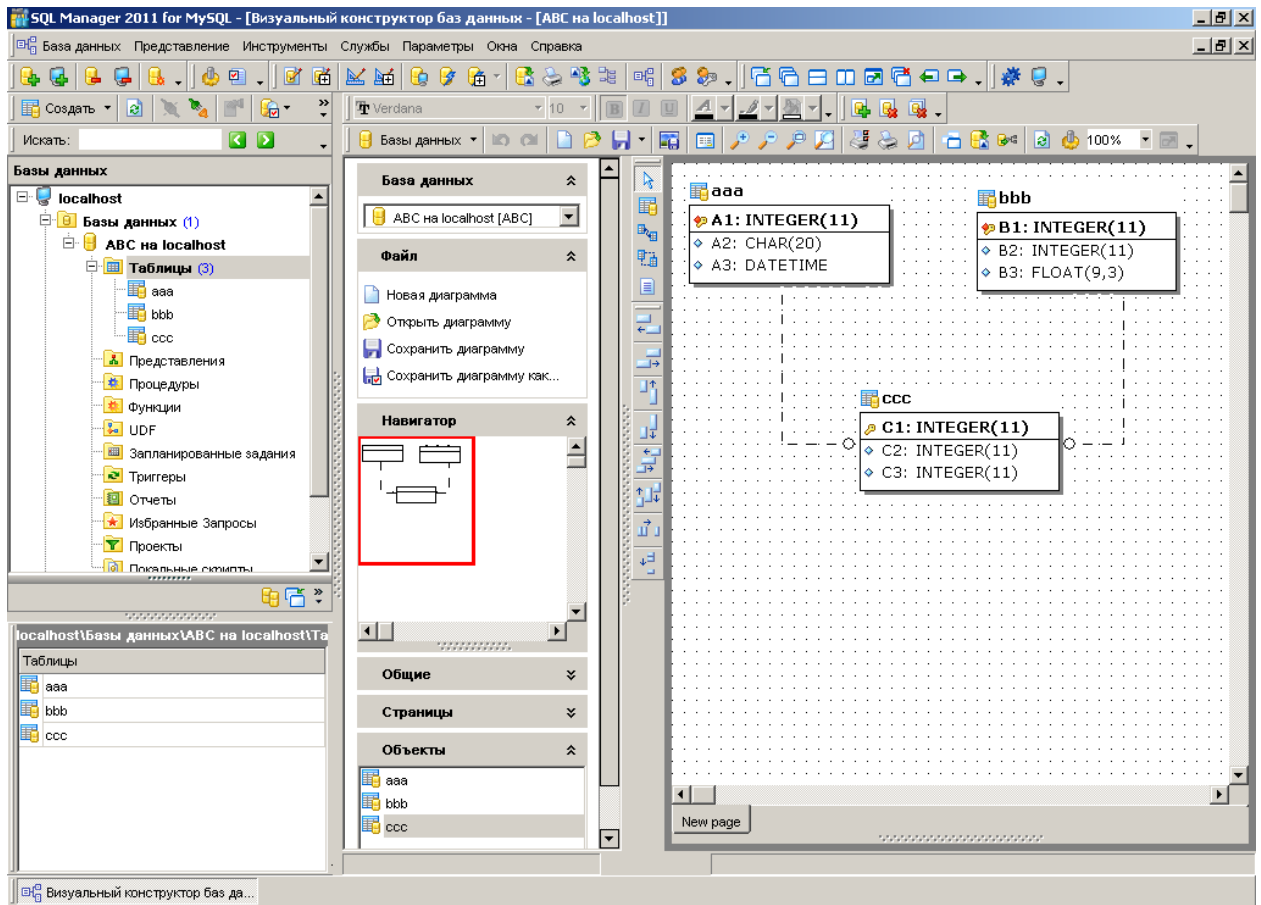 SQL Manager 2011 for MySQL - [Визуальный конструктор баз данных - [ABC на localhost]]
База данных Представление Инструменты Службы Параметры Окна Справка
Создать
Verdana 10 B I U
Искать:
Базы данных 100%
Базы данных
localhost
Базы данных (1)
ABC на localhost
Таблицы (3)
aaa
bbb
ccc
Представления
Процедуры
Функции
UDF
Запланированные задания
Триггеры
Отчеты
Избранные Запросы
Проекты
Локальные скрипты
localhost\Базы данных\ABC на localhost\Та
Таблицы
aaa
bbb
ccc
База данных
ABC на localhost [ABC]
Файл
Новая диаграмма
Открыть диаграмму
Сохранить диаграмму
Сохранить диаграмму как...
Навигатор
Общие
Страницы
Объекты
aaa
bbb
ccc
aaa
A1: INTEGER(11)
A2: CHAR(20)
A3: DATETIME
bbb
B1: INTEGER(11)
B2: INTEGER(11)
B3: FLOAT(9,3)
ccc
C1: INTEGER(11)
C2: INTEGER(11)
C3: INTEGER(11)
New page
Визуальный конструктор баз да...